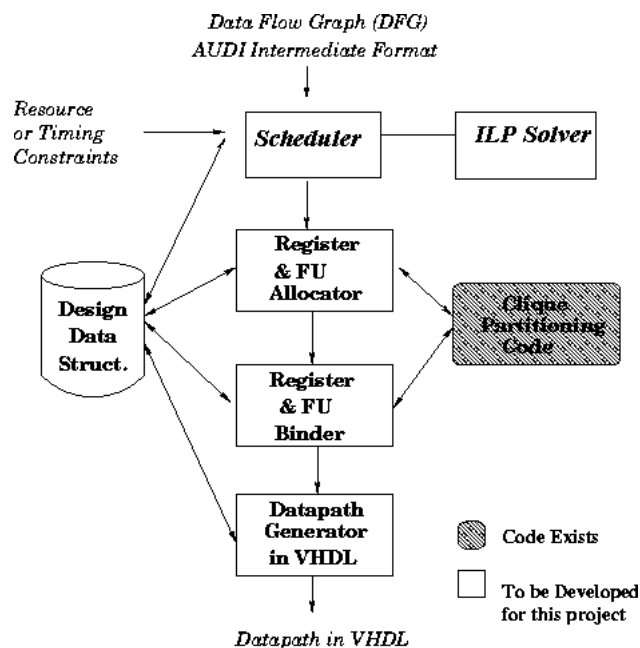 Data Flow Graph (DFG)
AUDI Intermediate Format
Resource
or Timing
Constraints
Scheduler
ILP Solver
Register
& FU
Allocator
Design
Data
Struct.
Clique
Partitioning
Code
Register
& FU
Binder
Datapath
Generator
in VHDL
Code Exists
To be Developed
for this project
Datapath in VHDL